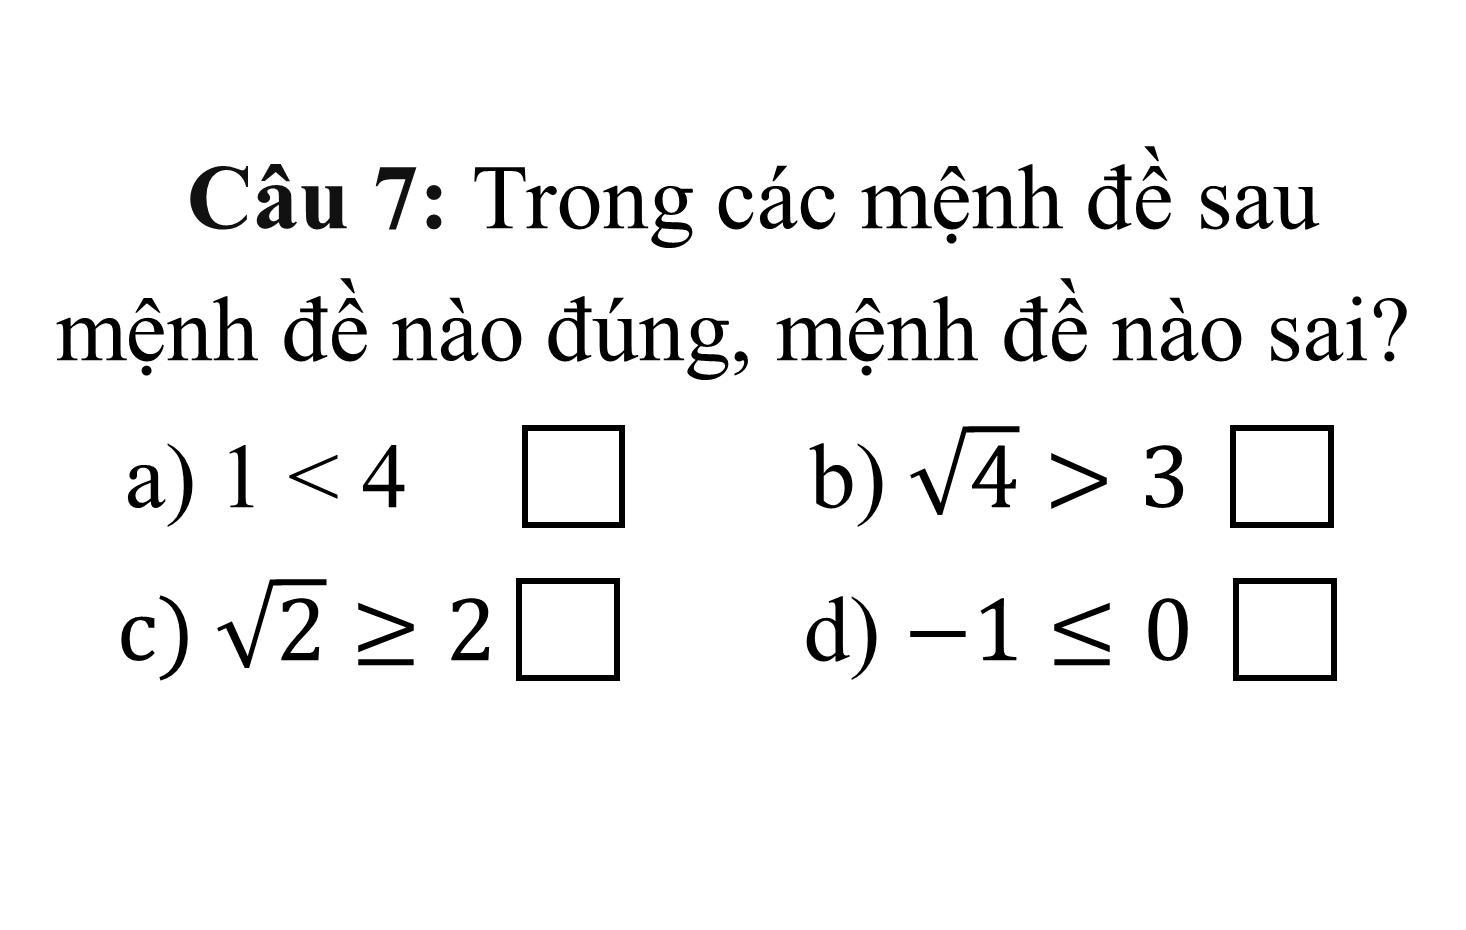 Câu 7: Trong các mệnh đề sau
mệnh đề nào đúng, mệnh đề nào sai?
a) 1 < 4 □ b) √4 > 3 □
c) √2 ≥ 2 □ d) −1 ≤ 0 □